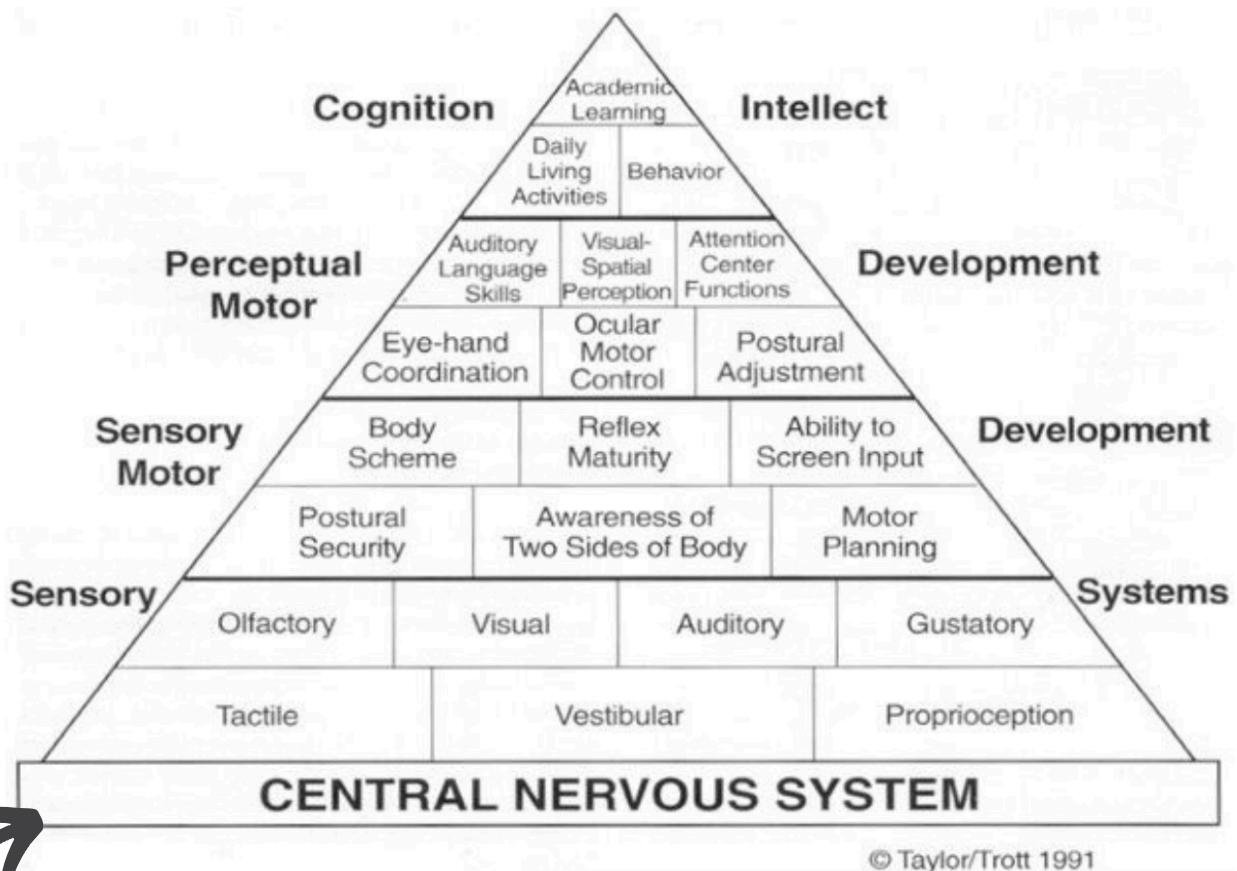 Academic
Learning
Cognition
Intellect
Daily
Living
Activities
Behavior
Perceptual
Motor
Auditory
Language
Skills
Visual-
Spatial
Perception
Attention
Center
Functions
Development
Eye-hand
Coordination
Ocular
Motor
Control
Postural
Adjustment
Sensory
Motor
Body
Scheme
Reflex
Maturity
Ability to
Screen Input
Development
Postural
Security
Awareness of
Two Sides of Body
Motor
Planning
Sensory
Systems
Olfactory
Visual
Auditory
Gustatory
Tactile
Vestibular
Proprioception
CENTRAL NERVOUS SYSTEM
© Taylor/Trott 1991